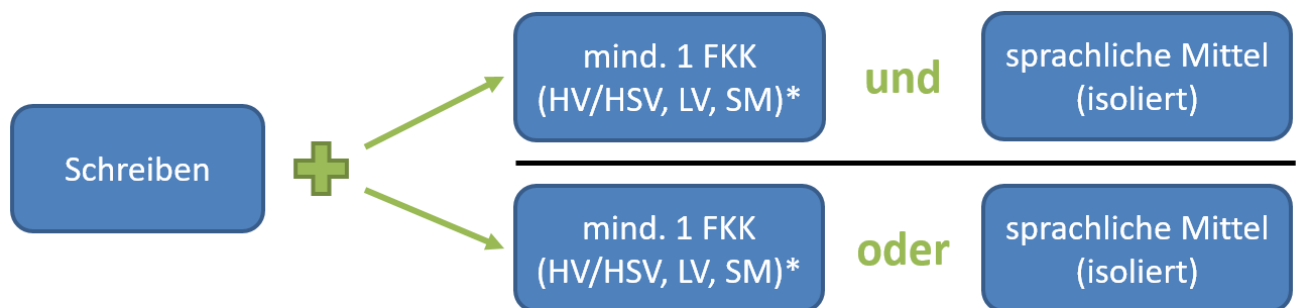 mind. 1 FKK
(HV/HSV, LV, SM)*
und
sprachliche Mittel
(isoliert)
Schreiben
mind. 1 FKK
(HV/HSV, LV, SM)*
oder
sprachliche Mittel
(isoliert)